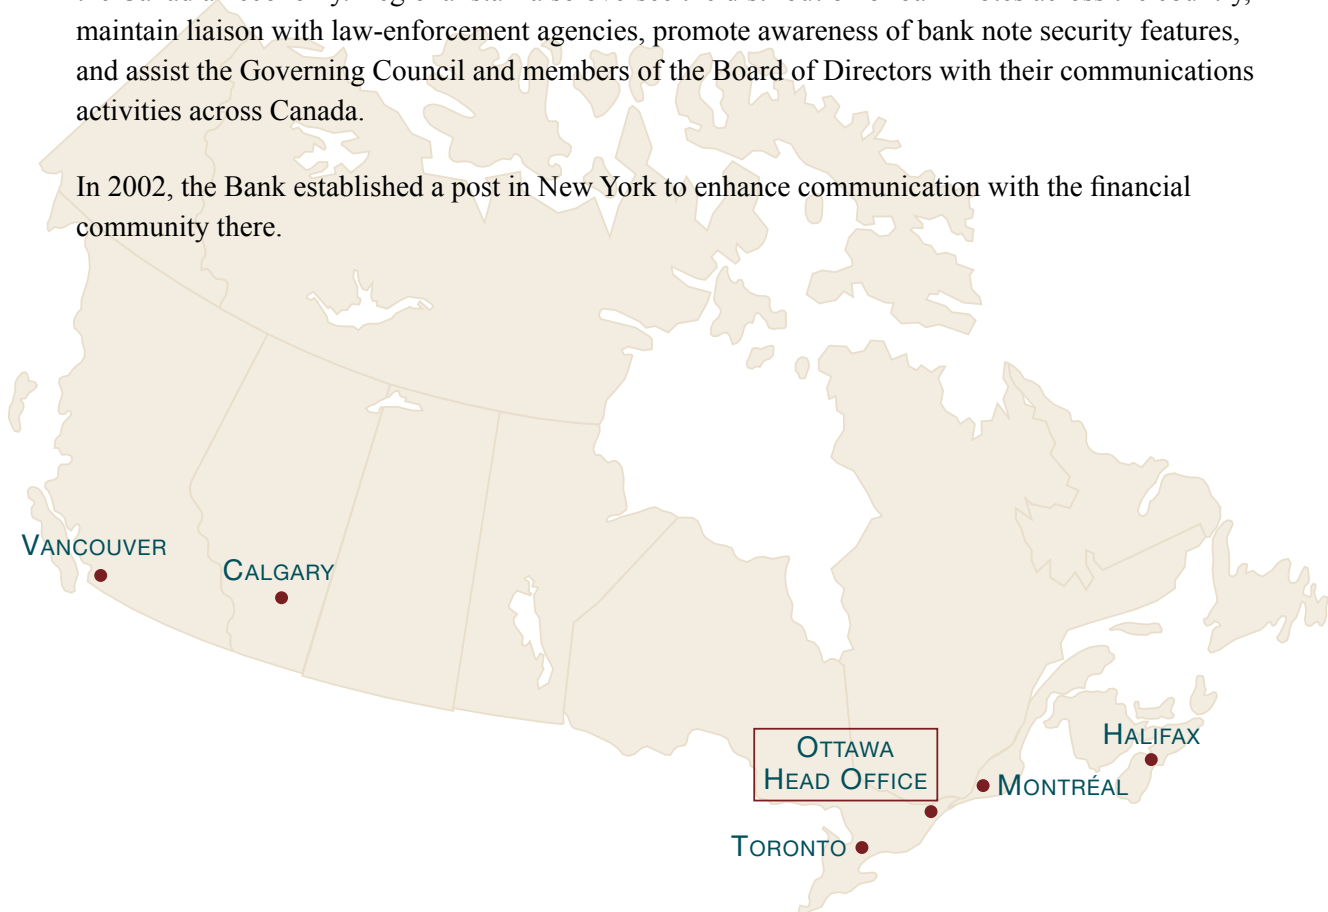 maintain liaison with law-enforcement agencies, promote awareness of bank note security features,
and assist the Governing Council and members of the Board of Directors with their communications
activities across Canada.
In 2002, the Bank established a post in New York to enhance communication with the financial
community there.
VANCOUVER
CALGARY
OTTAWA
HEAD OFFICE
HALIFAX
MONTRÉAL
TORONTO